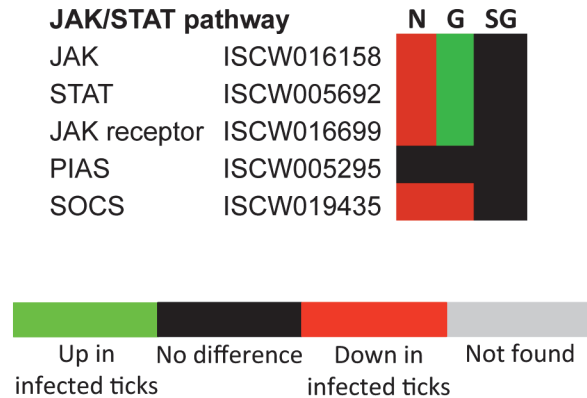 JAK/STAT pathway N G SG
JAK ISCW016158
STAT ISCW005692
JAK receptor ISCW016699
PIAS ISCW005295
SOCS ISCW019435
Up in infected ticks
No difference
Down in infected ticks
Not found